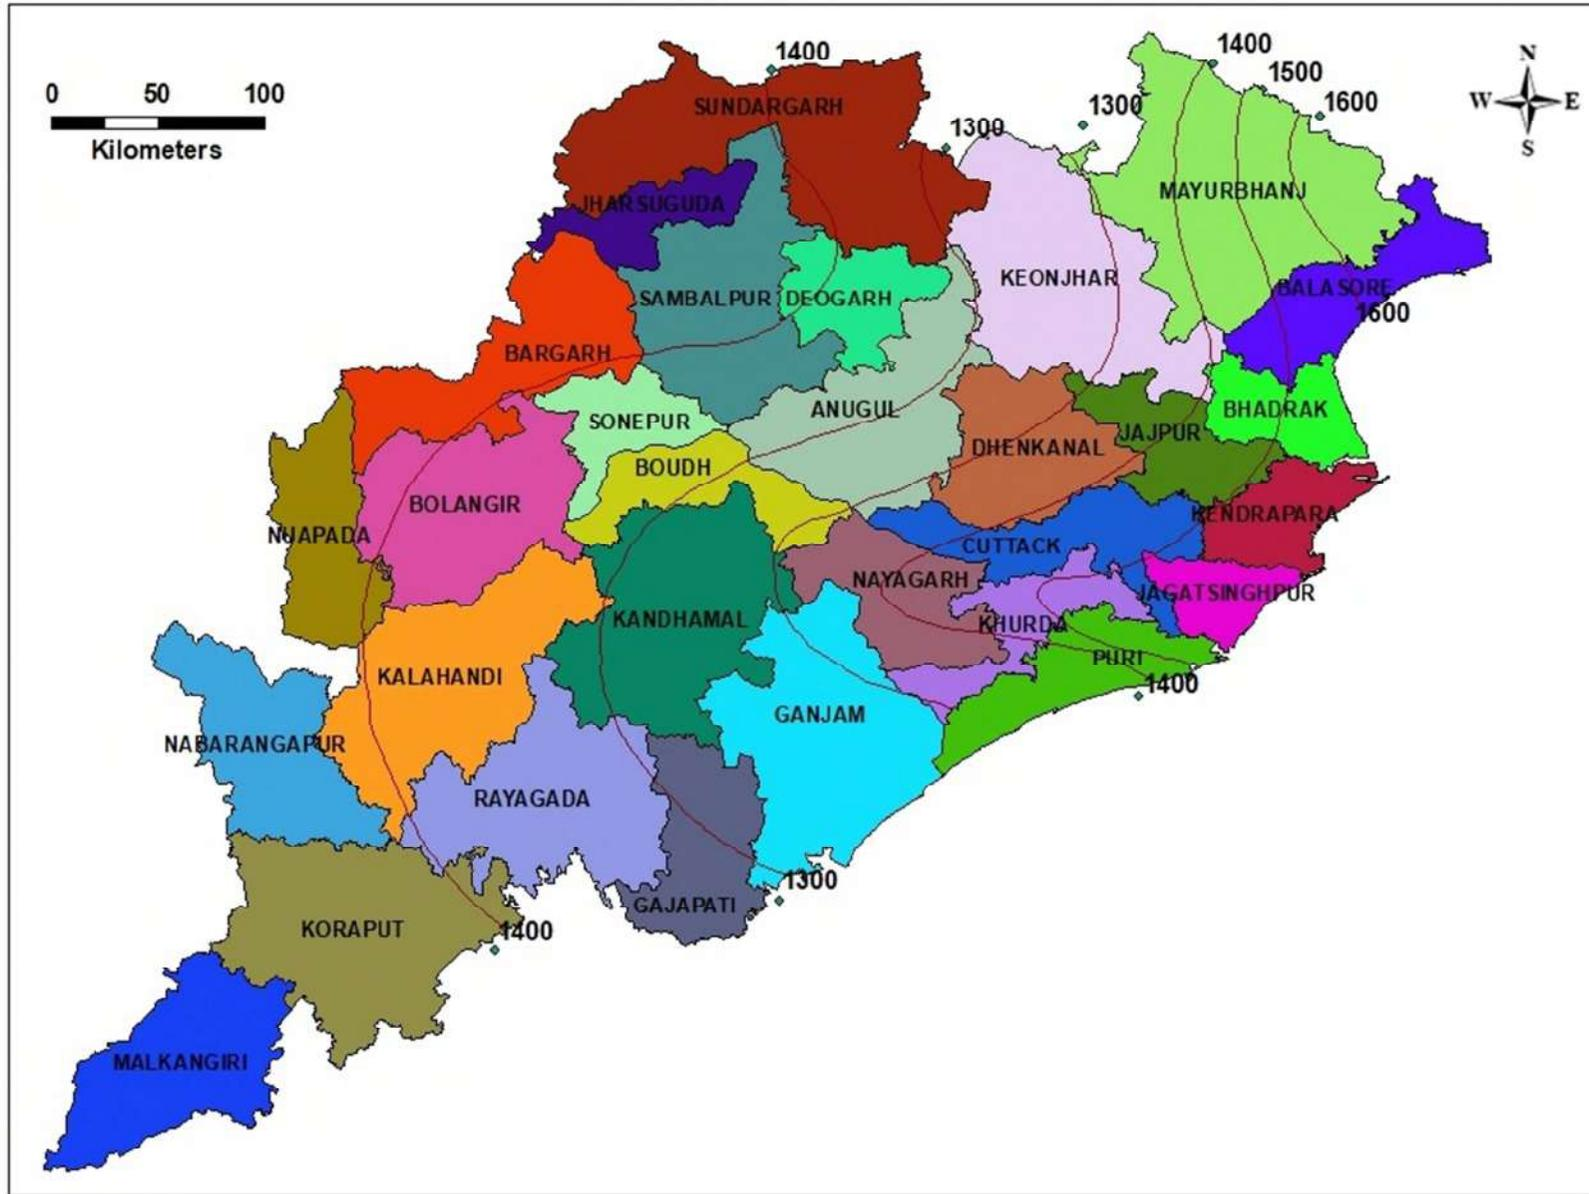 1400
1400
1500
1600
1300
1300
N
W E
S
0 50 100
Kilometers
SUNDARGARH
JHARSUGUDA
MAYURBHANJ
KEONJHAR
SAMBALPUR
DEOGARH
BALASORE
1600
BARGARH
SONEPUR
ANUGUL
BHADRAK
JAJPUR
DHENKANAL
BOUDH
BOLANGIR
NUAPADA
KENDRAPARA
CUTTACK
NAYAGARH
JAGATSINGHPUR
KANDHAMAL
KHURDA
PURI
1400
KALAHANDI
GANJAM
NABARANGAPUR
RAYAGADA
1300
GAJAPATI
KORAPUT
1400
MALKANGIRI